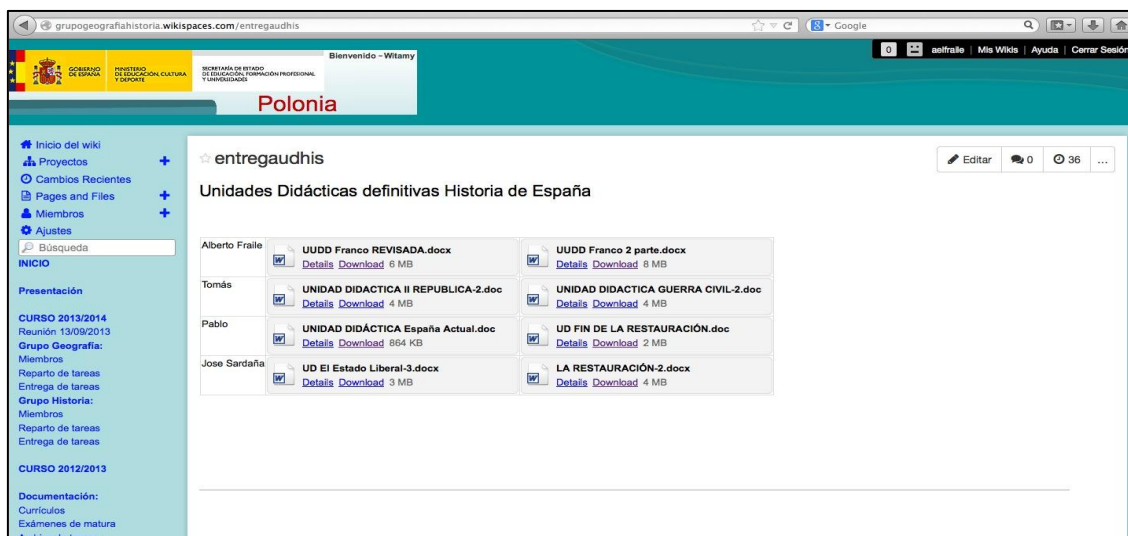 grupogeografiahistoria.wikispaces.com/entregaudhis
Google
GOBIERNO DE ESPAÑA
MINISTERIO DE EDUCACIÓN, CULTURA Y DEPORTE
SECRETARÍA DE ESTADO DE EDUCACIÓN, FORMACIÓN PROFESIONAL Y UNIVERSIDADES
Bienvenido - Witamy
Polonia
0 aelfraile | Mis Wikis | Ayuda | Cerrar Sesión
Inicio del wiki
Proyectos
Cambios Recientes
Pages and Files
Miembros
Ajustes
Búsqueda
INICIO
Presentación
CURSO 2013/2014
Reunión 13/09/2013
Grupo Geografía:
Miembros
Reparto de tareas
Entrega de tareas
Grupo Historia:
Miembros
Reparto de tareas
Entrega de tareas
CURSO 2012/2013
Documentación:
Currículos
Exámenes de matura
entregaudhis
Editar 0 36 ...
Unidades Didácticas definitivas Historia de España
Alberto Fraile
UUDD Franco REVISADA.docx
Details Download 6 MB
UUDD Franco 2 parte.docx
Details Download 8 MB
Tomás
UNIDAD DIDACTICA II REPUBLICA-2.doc
Details Download 4 MB
UNIDAD DIDACTICA GUERRA CIVIL-2.doc
Details Download 4 MB
Pablo
UNIDAD DIDÁCTICA España Actual.doc
Details Download 864 KB
UD FIN DE LA RESTAURACIÓN.doc
Details Download 2 MB
Jose Sardaña
UD El Estado Liberal-3.docx
Details Download 3 MB
LA RESTAURACIÓN-2.docx
Details Download 4 MB